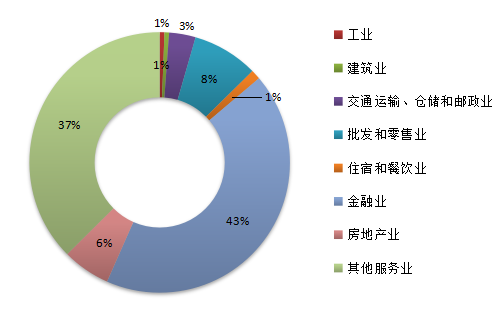 1%
3%
1%
8%
1%
37%
43%
6%
工业
建筑业
交通运输、仓储和邮政业
批发和零售业
住宿和餐饮业
金融业
房地产业
其他服务业